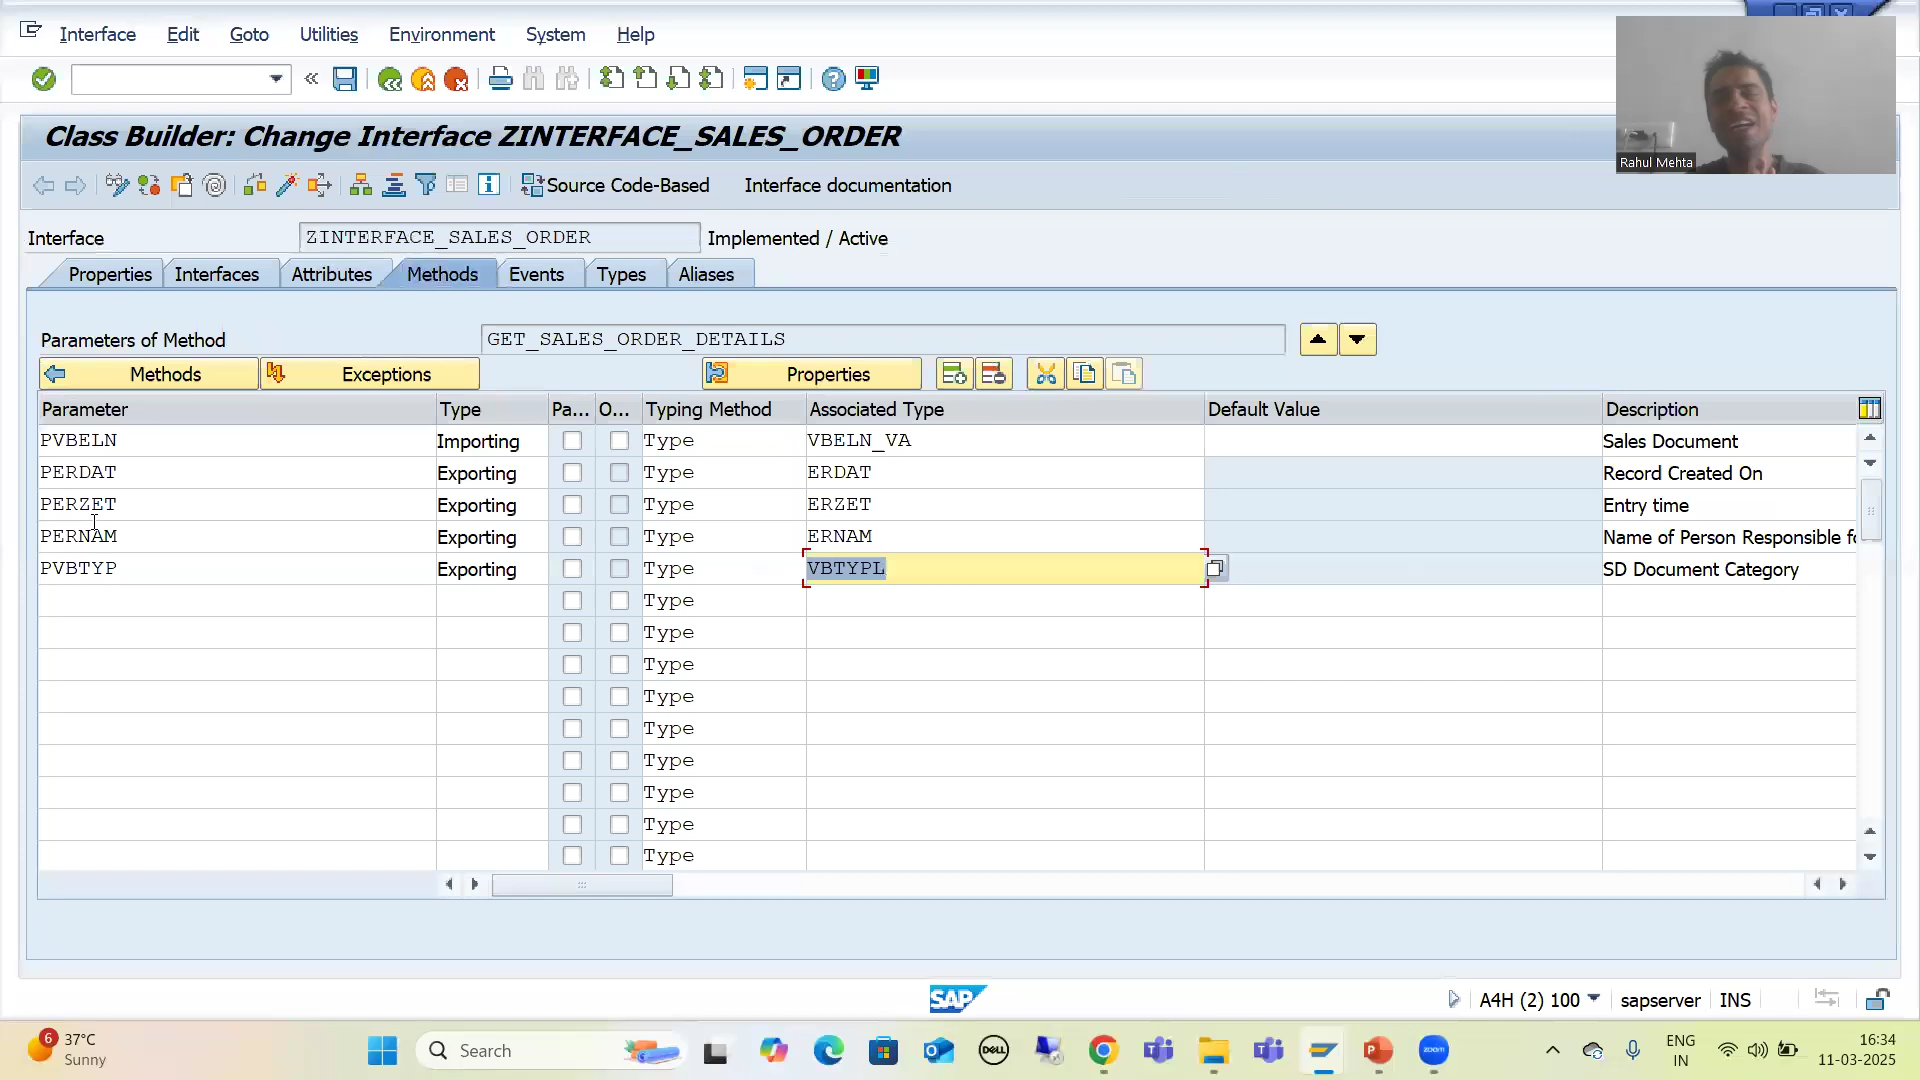 Interface Edit Goto Utilities Environment System Help
Class Builder: Change Interface ZINTERFACE_SALES_ORDER
Rahul Mehta
Source Code-Based Interface documentation
Interface ZINTERFACE_SALES_ORDER Implemented / Active
Properties Interfaces Attributes Methods Events Types Aliases
Parameters of Method GET_SALES_ORDER_DETAILS
Methods Exceptions Properties
Parameter Type Pa... O... Typing Method Associated Type Default Value Description
PVBELN Importing Type VBELN_VA Sales Document
PERDAT Exporting Type ERDAT Record Created On
PERZET Exporting Type ERZET Entry time
PERNAM Exporting Type ERNAM Name of Person Responsible fo
PVBTYP Exporting Type VBTYPL SD Document Category
Type
Type
Type
Type
Type
Type
Type
Type
Type
SAP A4H (2) 100 sapserver INS
6 37°C
Sunny
Search
DELL
zoom
ENG
IN
16:34
11-03-2025